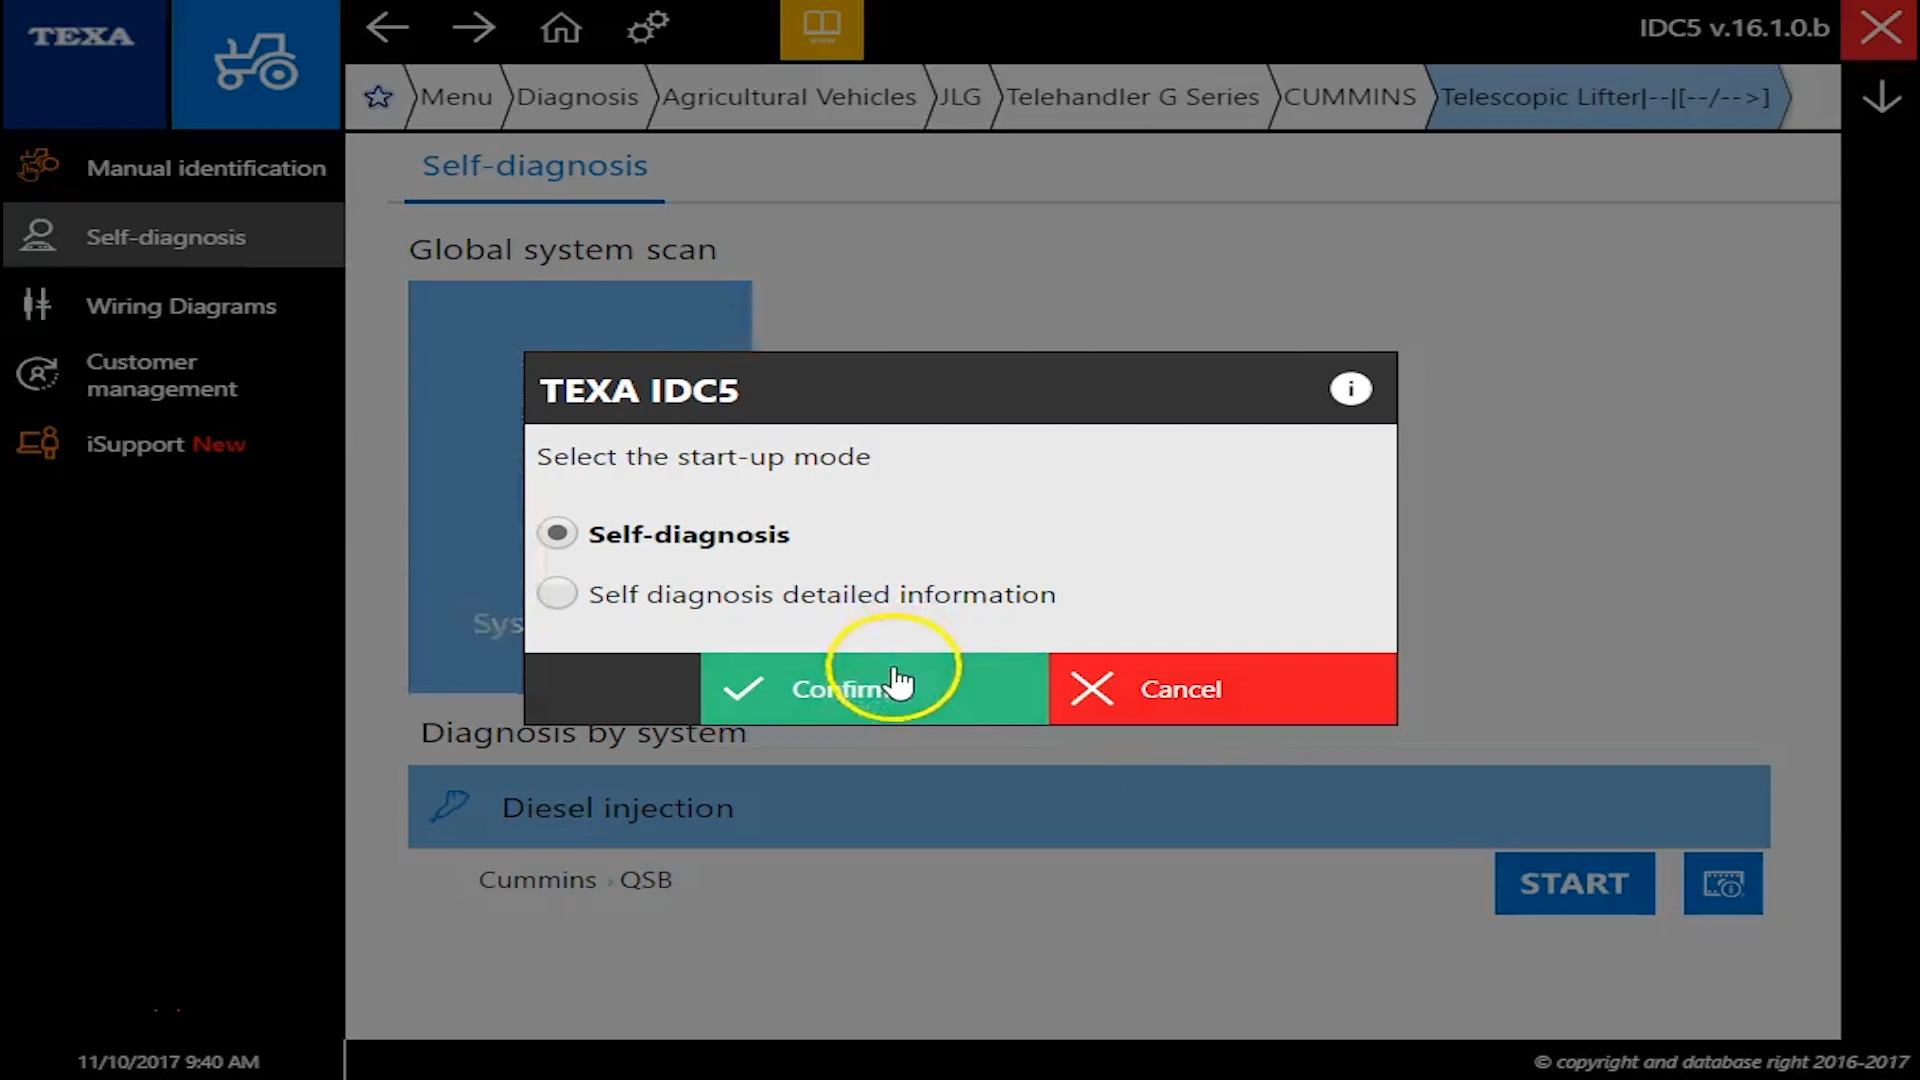 TEXA
www
IDC5 v.16.1.0.b
Menu
Diagnosis
Agricultural Vehicles
JLG
Telehandler G Series
CUMMINS
Telescopic Lifter|--|[--/-->]
Manual identification
Self-diagnosis
Wiring Diagrams
Customer
management
iSupport New
Self-diagnosis
Global system scan
Sys
TEXA IDC5
i
Select the start-up mode
Self-diagnosis
Self diagnosis detailed information
Confirm
Cancel
Diagnosis by system
Diesel injection
Cummins › QSB
START
11/10/2017 9:40 AM
© copyright and database right 2016-2017